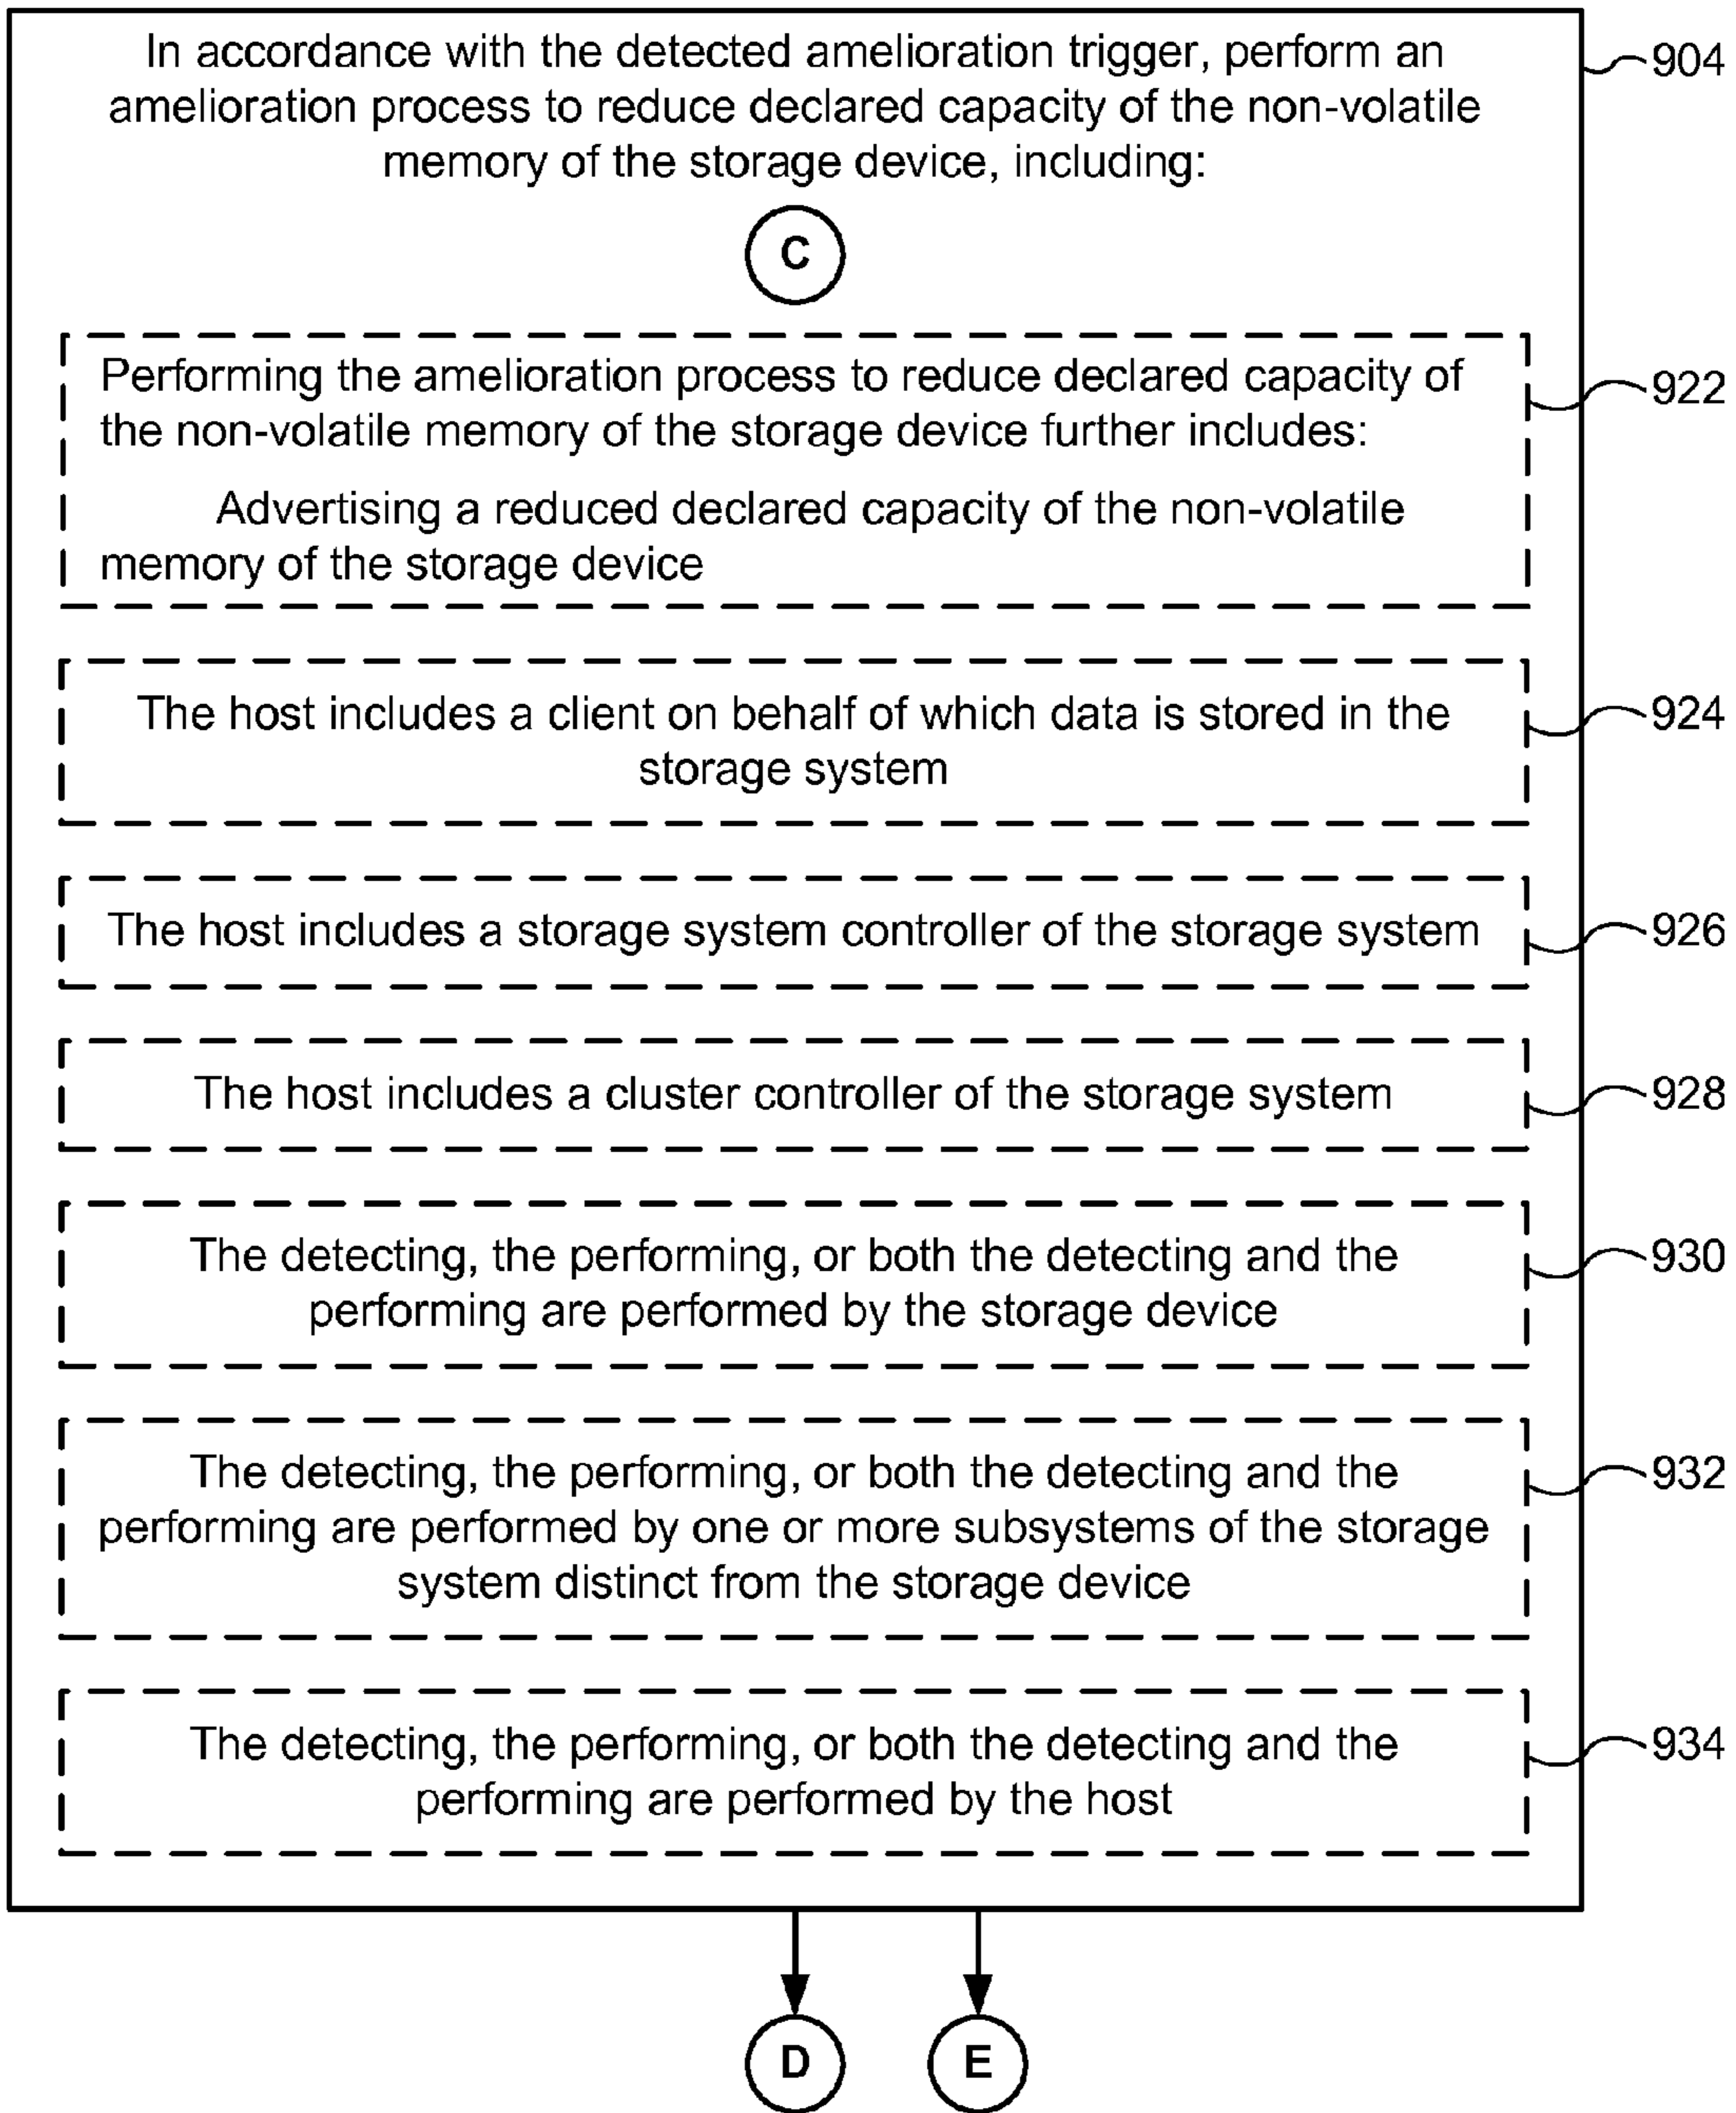 In accordance with the detected amelioration trigger, perform an
904
amelioration process to reduce declared capacity of the non-volatile
memory of the storage device, including:
C
Performing the amelioration process to reduce declared capacity of
922
the non-volatile memory of the storage device further includes:
Advertising a reduced declared capacity of the non-volatile
memory of the storage device
The host includes a client on behalf of which data is stored in the
924
storage system
The host includes a storage system controller of the storage system
926
The host includes a cluster controller of the storage system
928
The detecting, the performing, or both the detecting and the
930
performing are performed by the storage device
The detecting, the performing, or both the detecting and the
932
performing are performed by one or more subsystems of the storage
system distinct from the storage device
The detecting, the performing, or both the detecting and the
934
performing are performed by the host
D
E